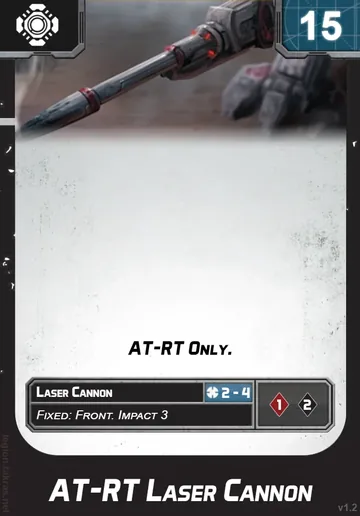 15
AT-RT Only.
Laser Cannon 2 - 4
Fixed: Front. Impact 3
1 2
AT-RT Laser Cannon
v1.2